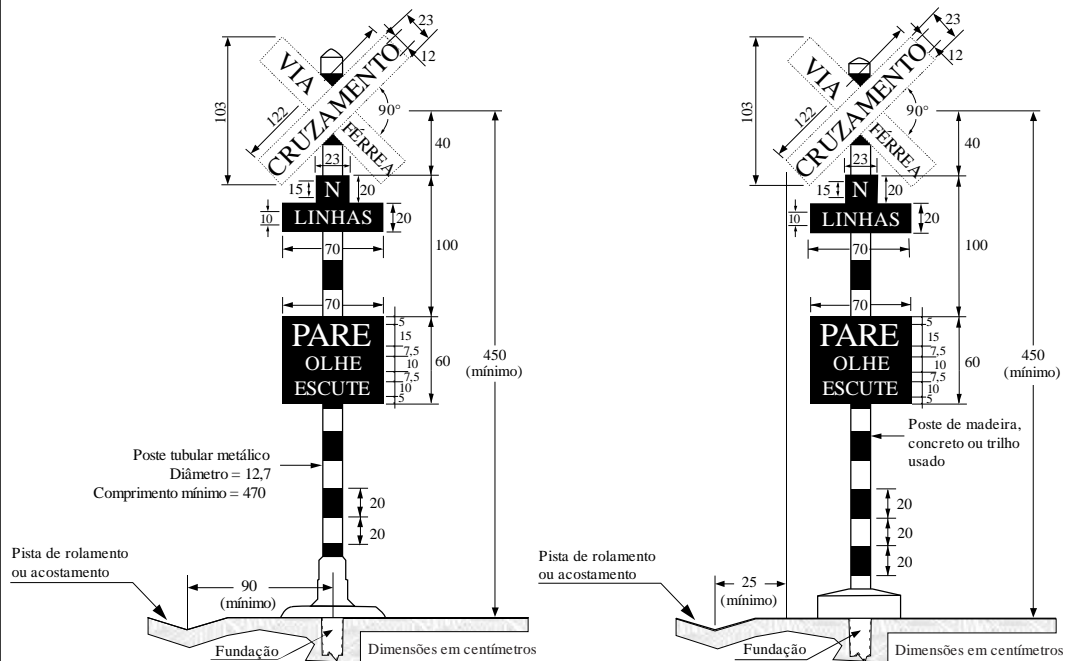 23
12
VIA
CRUZAMENTO
FÉRREA
103
122
90°
40
23
15
N
20
10
LINHAS
20
70
100
70
PARE
OLHE
ESCUTE
5
15
7,5
10
7,5
10
5
60
450
(mínimo)
Poste tubular metálico
Diâmetro = 12,7
Comprimento mínimo = 470
20
20
Pista de rolamento
ou acostamento
90
(mínimo)
Fundação
Dimensões em centímetros
23
12
VIA
CRUZAMENTO
FÉRREA
103
122
90°
40
23
15
N
20
10
LINHAS
20
70
100
70
PARE
OLHE
ESCUTE
5
15
7,5
10
7,5
10
5
60
450
(mínimo)
Poste de madeira,
concreto ou trilho
usado
20
20
20
Pista de rolamento
ou acostamento
25
(mínimo)
Fundação
Dimensões em centímetros